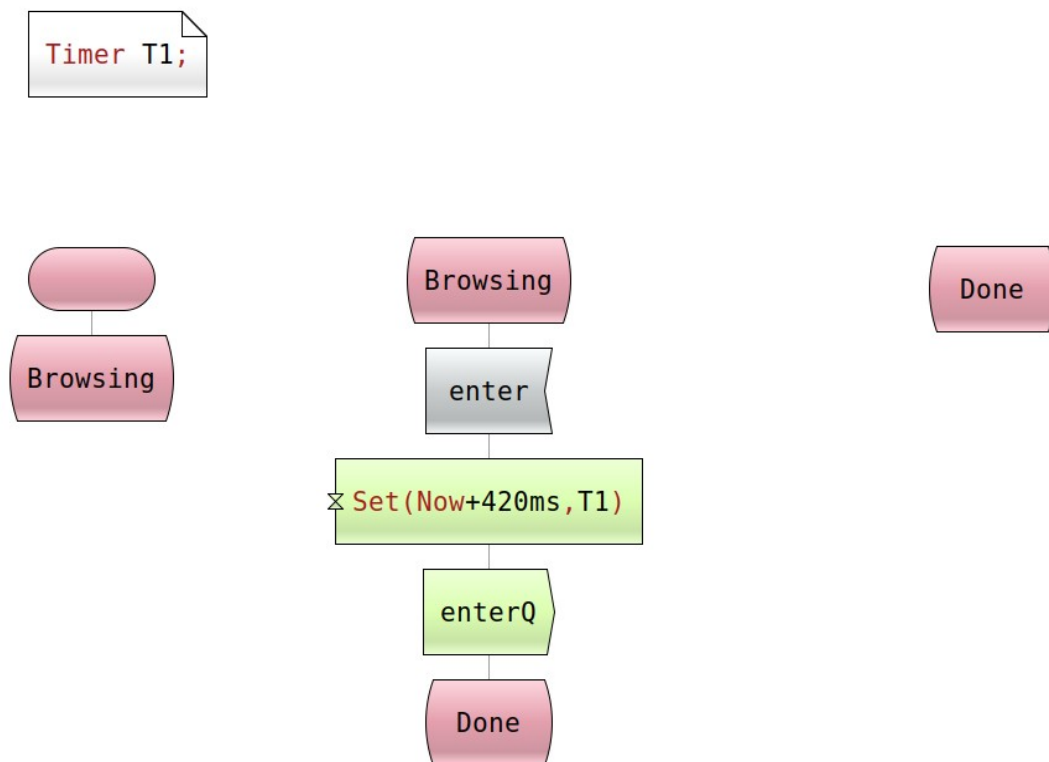 Timer T1;
Browsing
Done
Browsing
enter
Set(Now+420ms,T1)
enterQ
Done